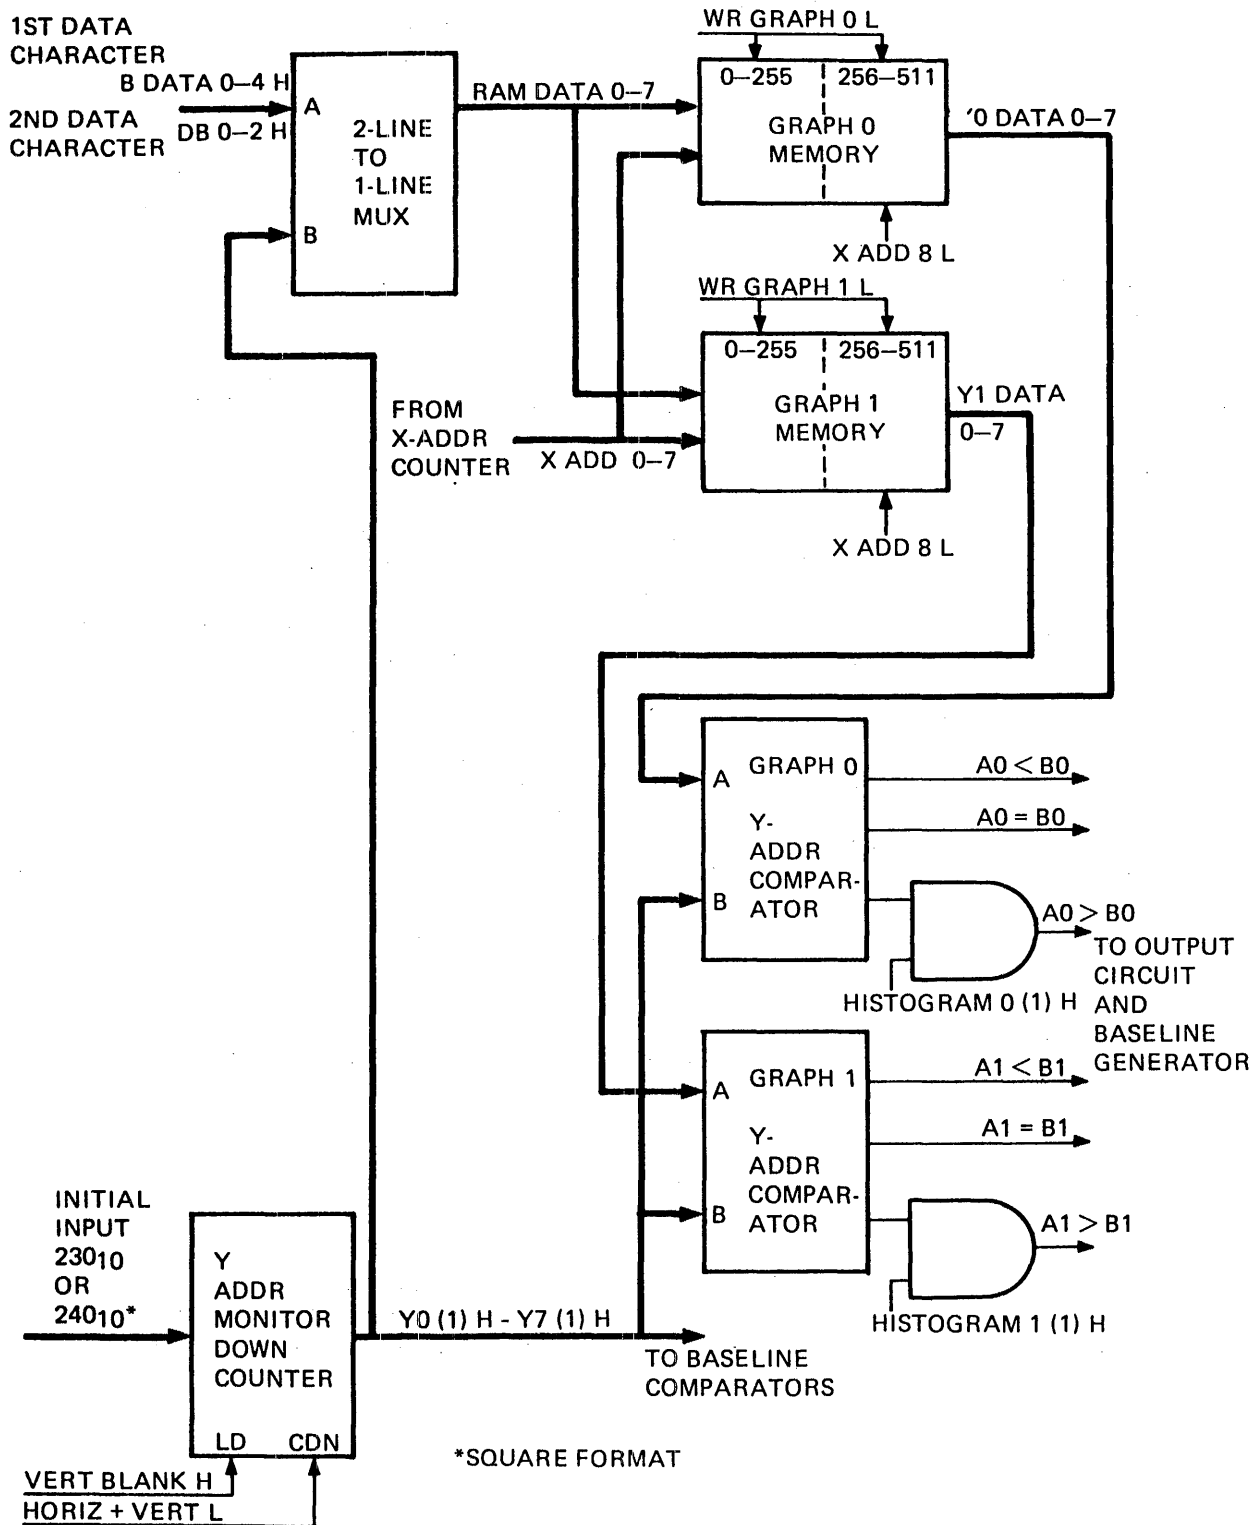 1ST DATA
CHARACTER
B DATA 0–4 H
2ND DATA
CHARACTER
DB 0–2 H
A
B
2-LINE
TO
1-LINE
MUX
RAM DATA 0–7
WR GRAPH 0 L
0–255
256–511
GRAPH 0
MEMORY
'0 DATA 0–7
X ADD 8 L
WR GRAPH 1 L
0–255
256–511
GRAPH 1
MEMORY
Y1 DATA
0–7
FROM
X-ADDR
COUNTER
X ADD 0–7
X ADD 8 L
A
B
GRAPH 0
Y-
ADDR
COMPAR-
ATOR
A0 < B0
A0 = B0
A0 > B0
HISTOGRAM 0 (1) H
TO OUTPUT
CIRCUIT
AND
BASELINE
GENERATOR
A
B
GRAPH 1
Y-
ADDR
COMPAR-
ATOR
A1 < B1
A1 = B1
A1 > B1
HISTOGRAM 1 (1) H
INITIAL
INPUT
230₁₀
OR
240₁₀*
Y
ADDR
MONITOR
DOWN
COUNTER
LD CDN
Y0 (1) H - Y7 (1) H
TO BASELINE
COMPARATORS
*SQUARE FORMAT
VERT BLANK H
HORIZ + VERT L